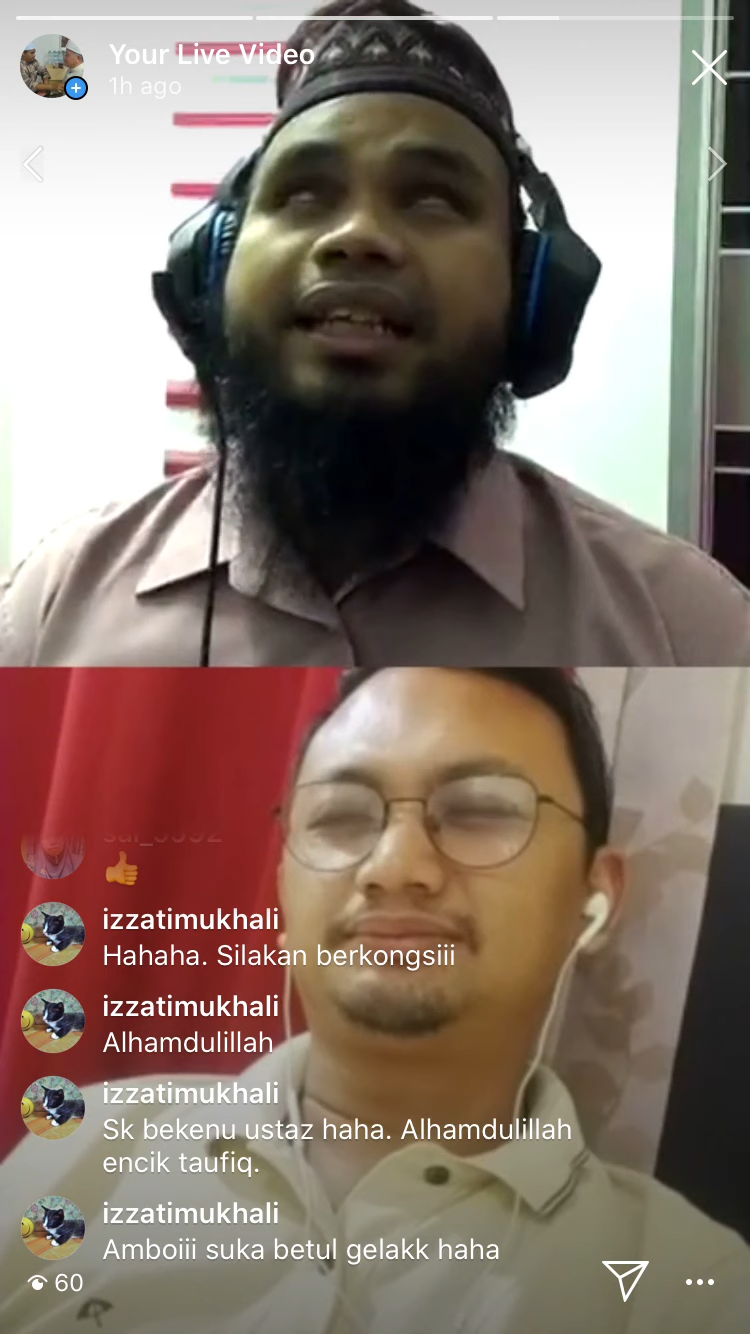 Your Live Video
1h ago
izzatimukhali
Hahaha. Silakan berkongsiii
izzatimukhali
Alhamdulillah
izzatimukhali
Sk bekenu ustaz haha. Alhamdulillah
encik taufiq.
izzatimukhali
Amboiii suka betul gelakk haha
60